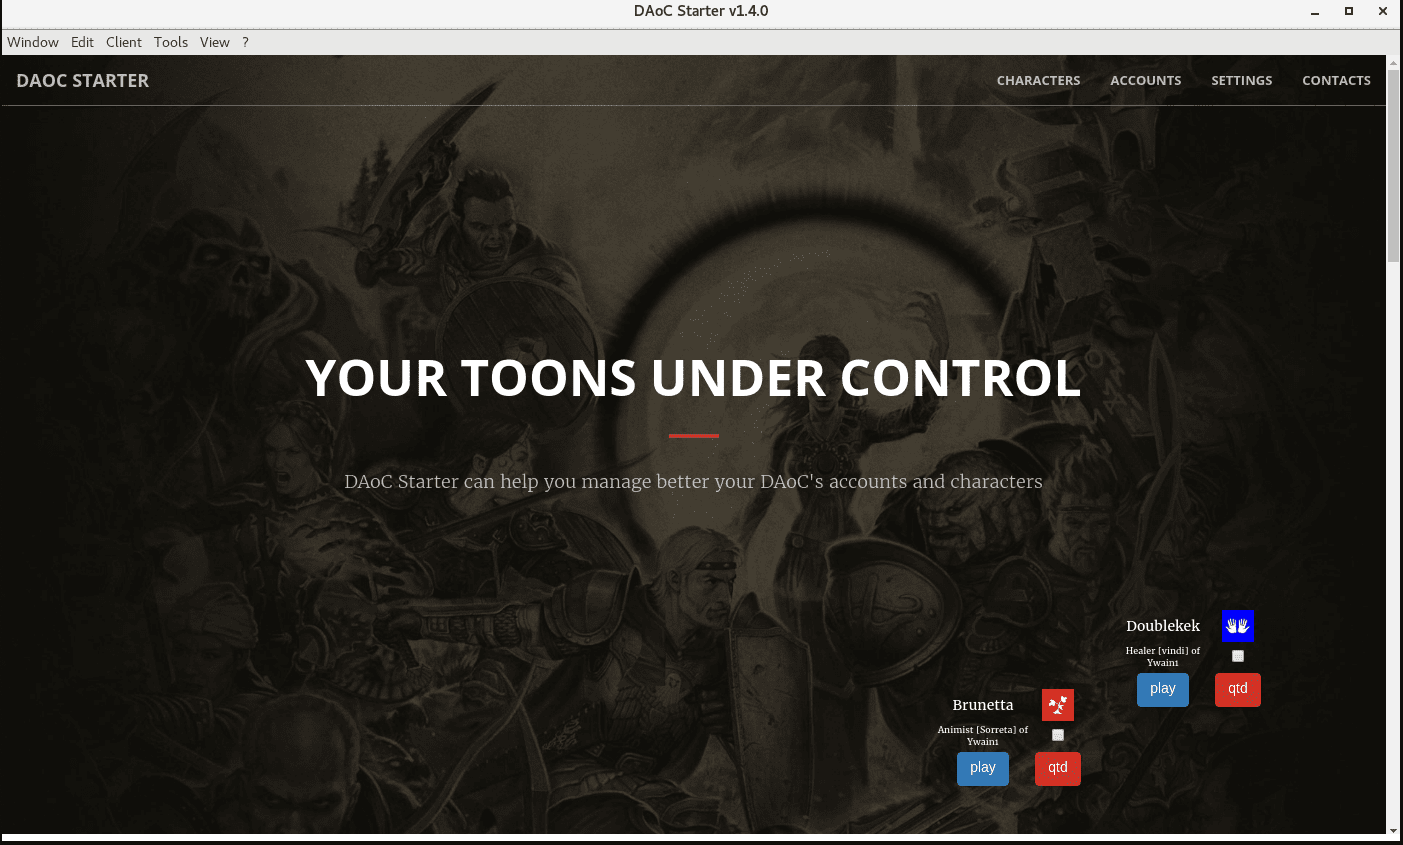 DAoC Starter v1.4.0
Window Edit Client Tools View ?
DAOC STARTER
CHARACTERS ACCOUNTS SETTINGS CONTACTS
YOUR TOONS UNDER CONTROL
DAoC Starter can help you manage better your DAoC's accounts and characters
Doublekek
Healer [vindi] of
Ywain1
play qtd
Brunetta
Animist [Sorreta] of
Ywain1
play qtd